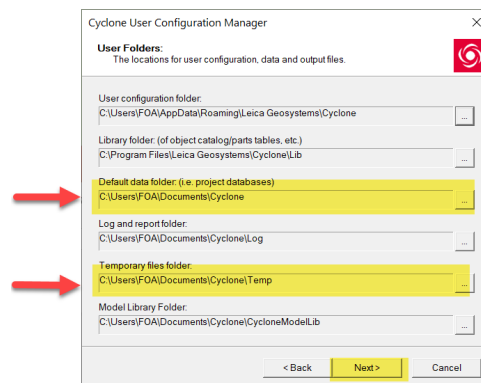 Cyclone User Configuration Manager
User Folders:
The locations for user configuration, data and output files.
User configuration folder:
C:\Users\FOA\AppData\Roaming\Leica Geosystems\Cyclone
...
Library folder: (of object catalog/parts tables, etc.)
C:\Program Files\Leica Geosystems\Cyclone\Lib
...
Default data folder: (i.e. project databases)
C:\Users\FOA\Documents\Cyclone
...
Log and report folder:
C:\Users\FOA\Documents\Cyclone\Log
...
Temporary files folder:
C:\Users\FOA\Documents\Cyclone\Temp
...
Model Library Folder:
C:\Users\FOA\Documents\Cyclone\CycloneModelLib
...
< Back Next > Cancel